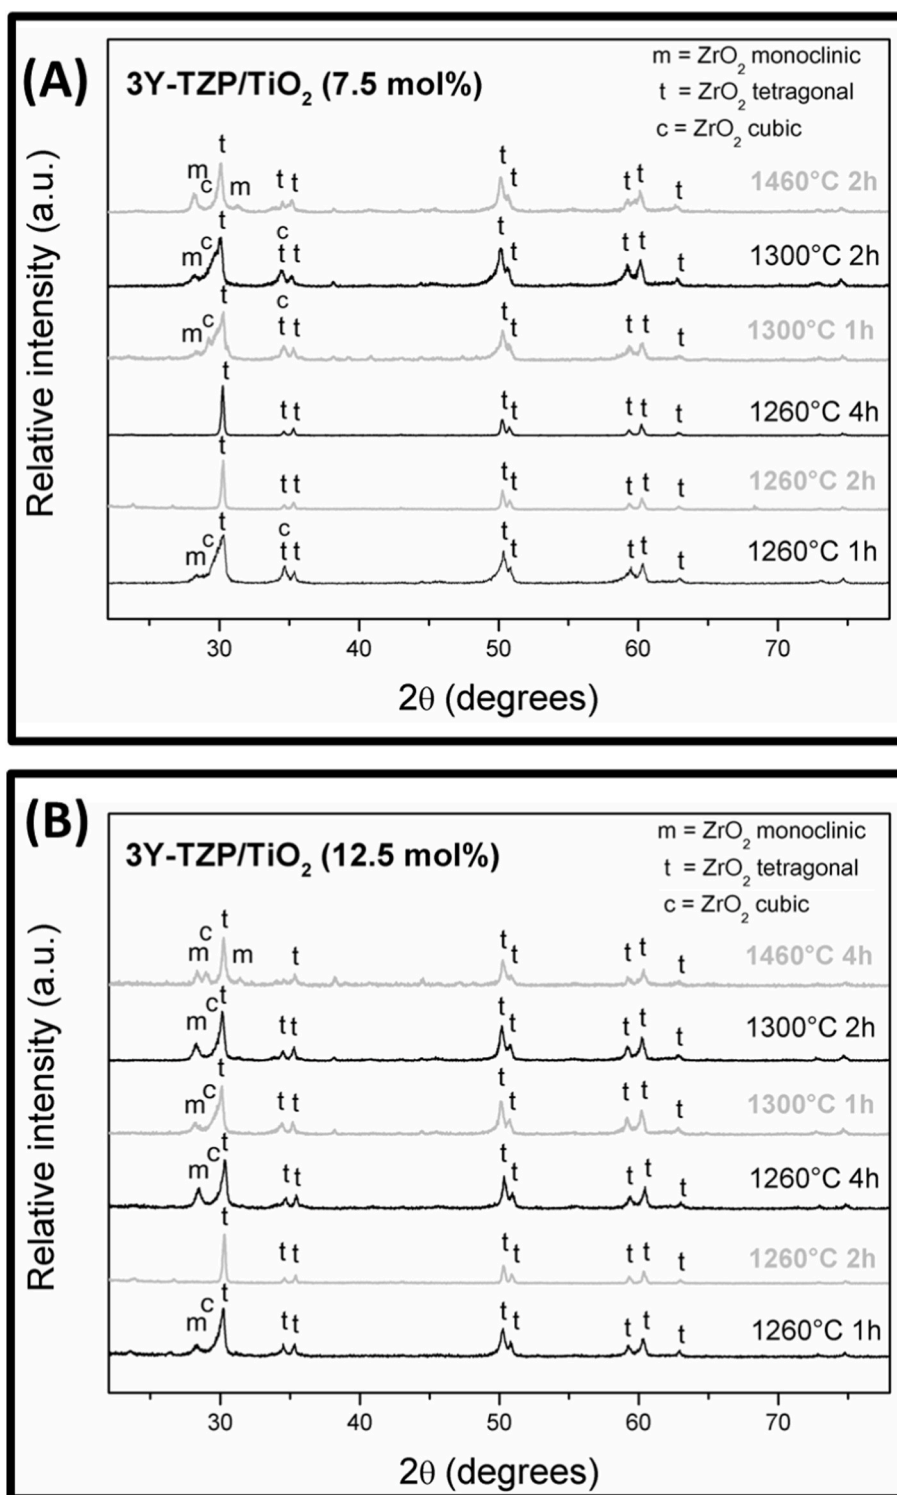 (A)
3Y-TZP/TiO2 (7.5 mol%)
m = ZrO2 monoclinic
t = ZrO2 tetragonal
c = ZrO2 cubic
Relative intensity (a.u.)
m c t m t t t t t t t 1460°C 2h
m c t c t t t t t t t 1300°C 2h
m c t c t t t t t t t 1300°C 1h
t t t t t t t t 1260°C 4h
t t t t t t t t 1260°C 2h
m c t c t t t t t t t 1260°C 1h
30 40 50 60 70
2θ (degrees)
(B)
3Y-TZP/TiO2 (12.5 mol%)
m = ZrO2 monoclinic
t = ZrO2 tetragonal
c = ZrO2 cubic
Relative intensity (a.u.)
m c t m t t t t t t 1460°C 4h
m c t t t t t t t t 1300°C 2h
m c t t t t t t t t 1300°C 1h
m c t t t t t t t t 1260°C 4h
t t t t t t t t 1260°C 2h
m c t t t t t t t t 1260°C 1h
30 40 50 60 70
2θ (degrees)